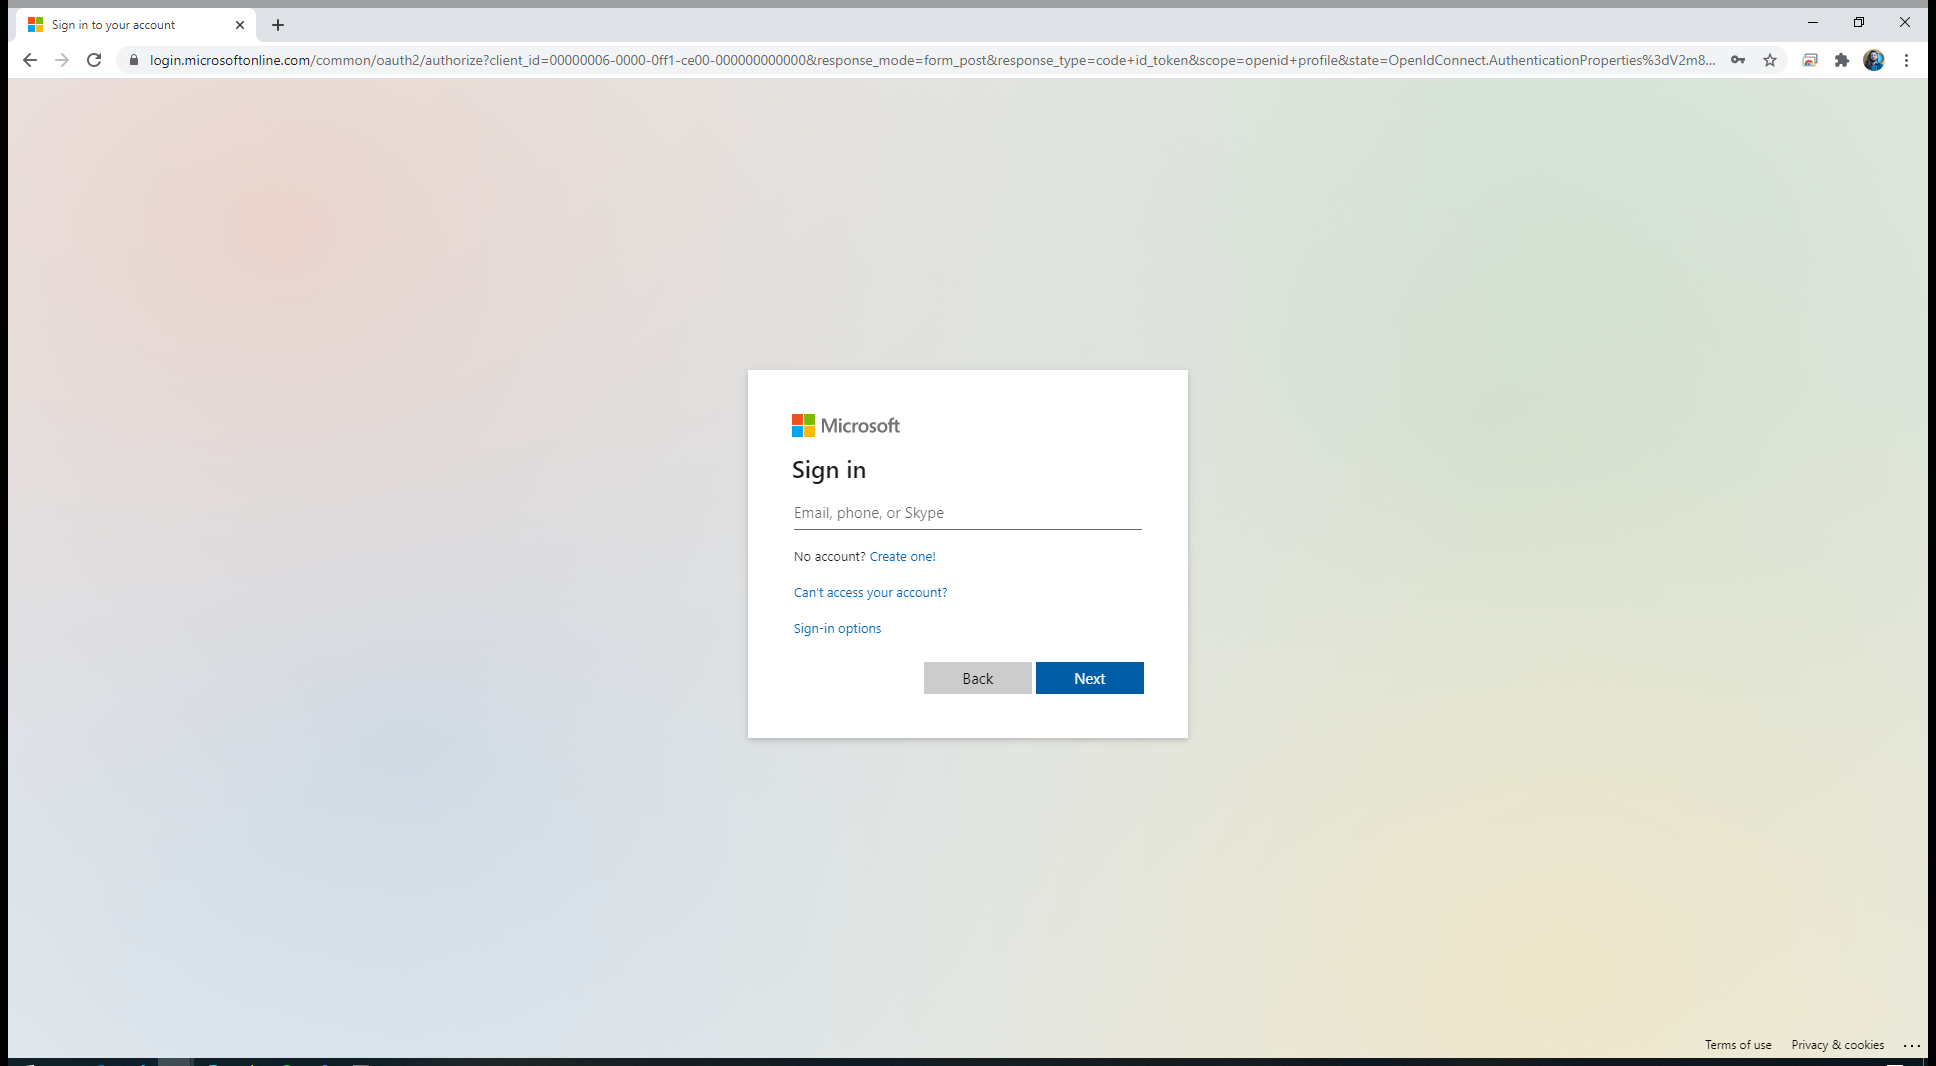 Sign in to your account
login.microsoftonline.com/common/oauth2/authorize?client_id=00000006-0000-0ff1-ce00-000000000000&response_mode=form_post&response_type=code+id_token&scope=openid+profile&state=OpenIdConnect.AuthenticationProperties%3dV2m8...
Microsoft
Sign in
Email, phone, or Skype
No account? Create one!
Can't access your account?
Sign-in options
Back Next
Terms of use Privacy & cookies ...